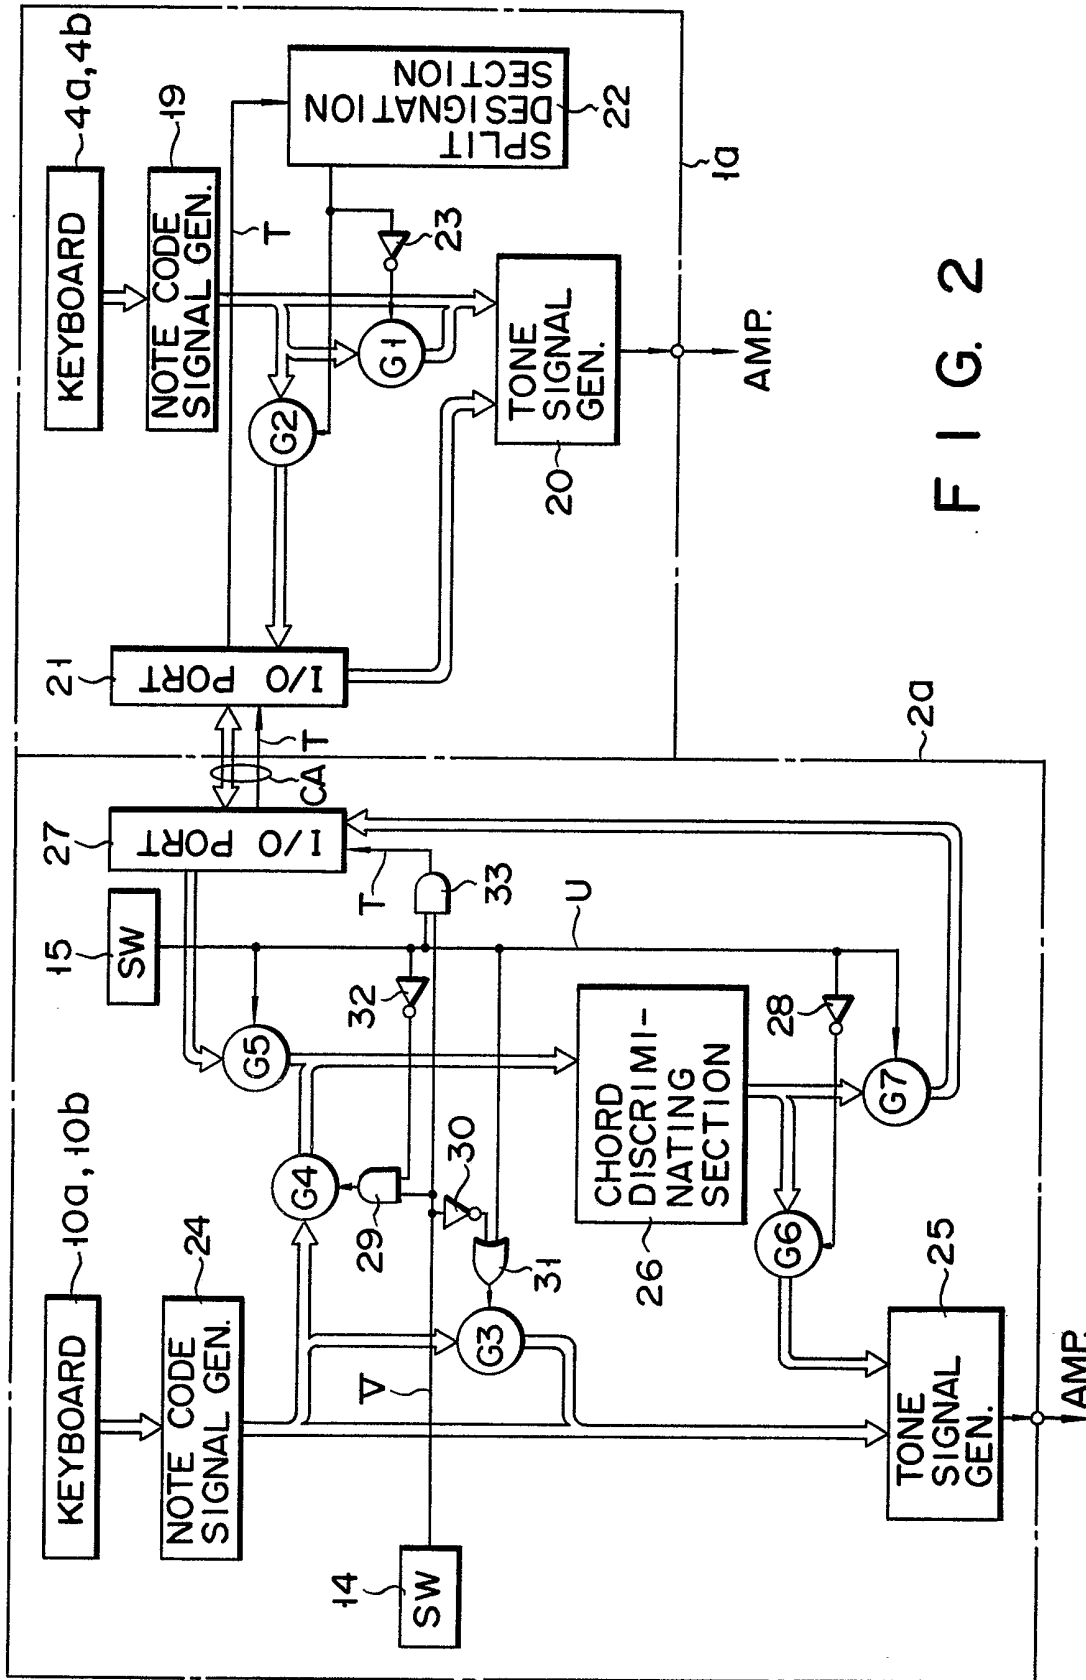 KEYBOARD
4a, 4b
NOTE CODE
SIGNAL GEN.
19
T
SPLIT
DESIGNATION
SECTION
22
23
G1
G2
TONE
SIGNAL
GEN.
20
AMP.
1a
I/O
PORT
21
T
CA
2a
I/O
PORT
27
T
33
SW
15
U
32
G5
G4
29
30
31
G3
V
KEYBOARD
10a, 10b
NOTE CODE
SIGNAL GEN.
24
SW
14
CHORD
DISCRIMI-
NATING
SECTION
26
28
G7
G6
TONE
SIGNAL
GEN.
25
AMP.
FIG. 2